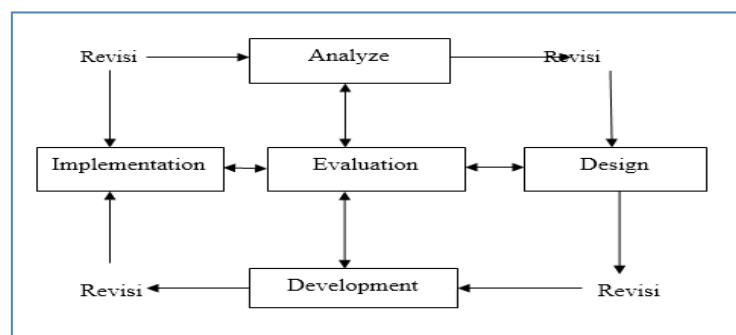 Revisi Analyze Revisi
Implementation Evaluation Design
Revisi Development Revisi